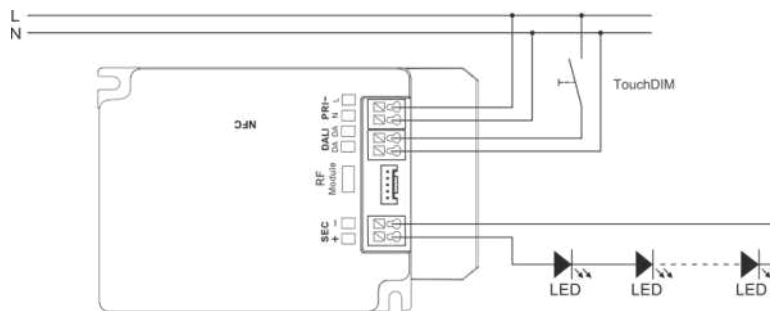 L
N
PRI~
L
N
DALI
DA
DA
NFC
RF
Module
SEC
−
+
TouchDIM
LED
LED
LED